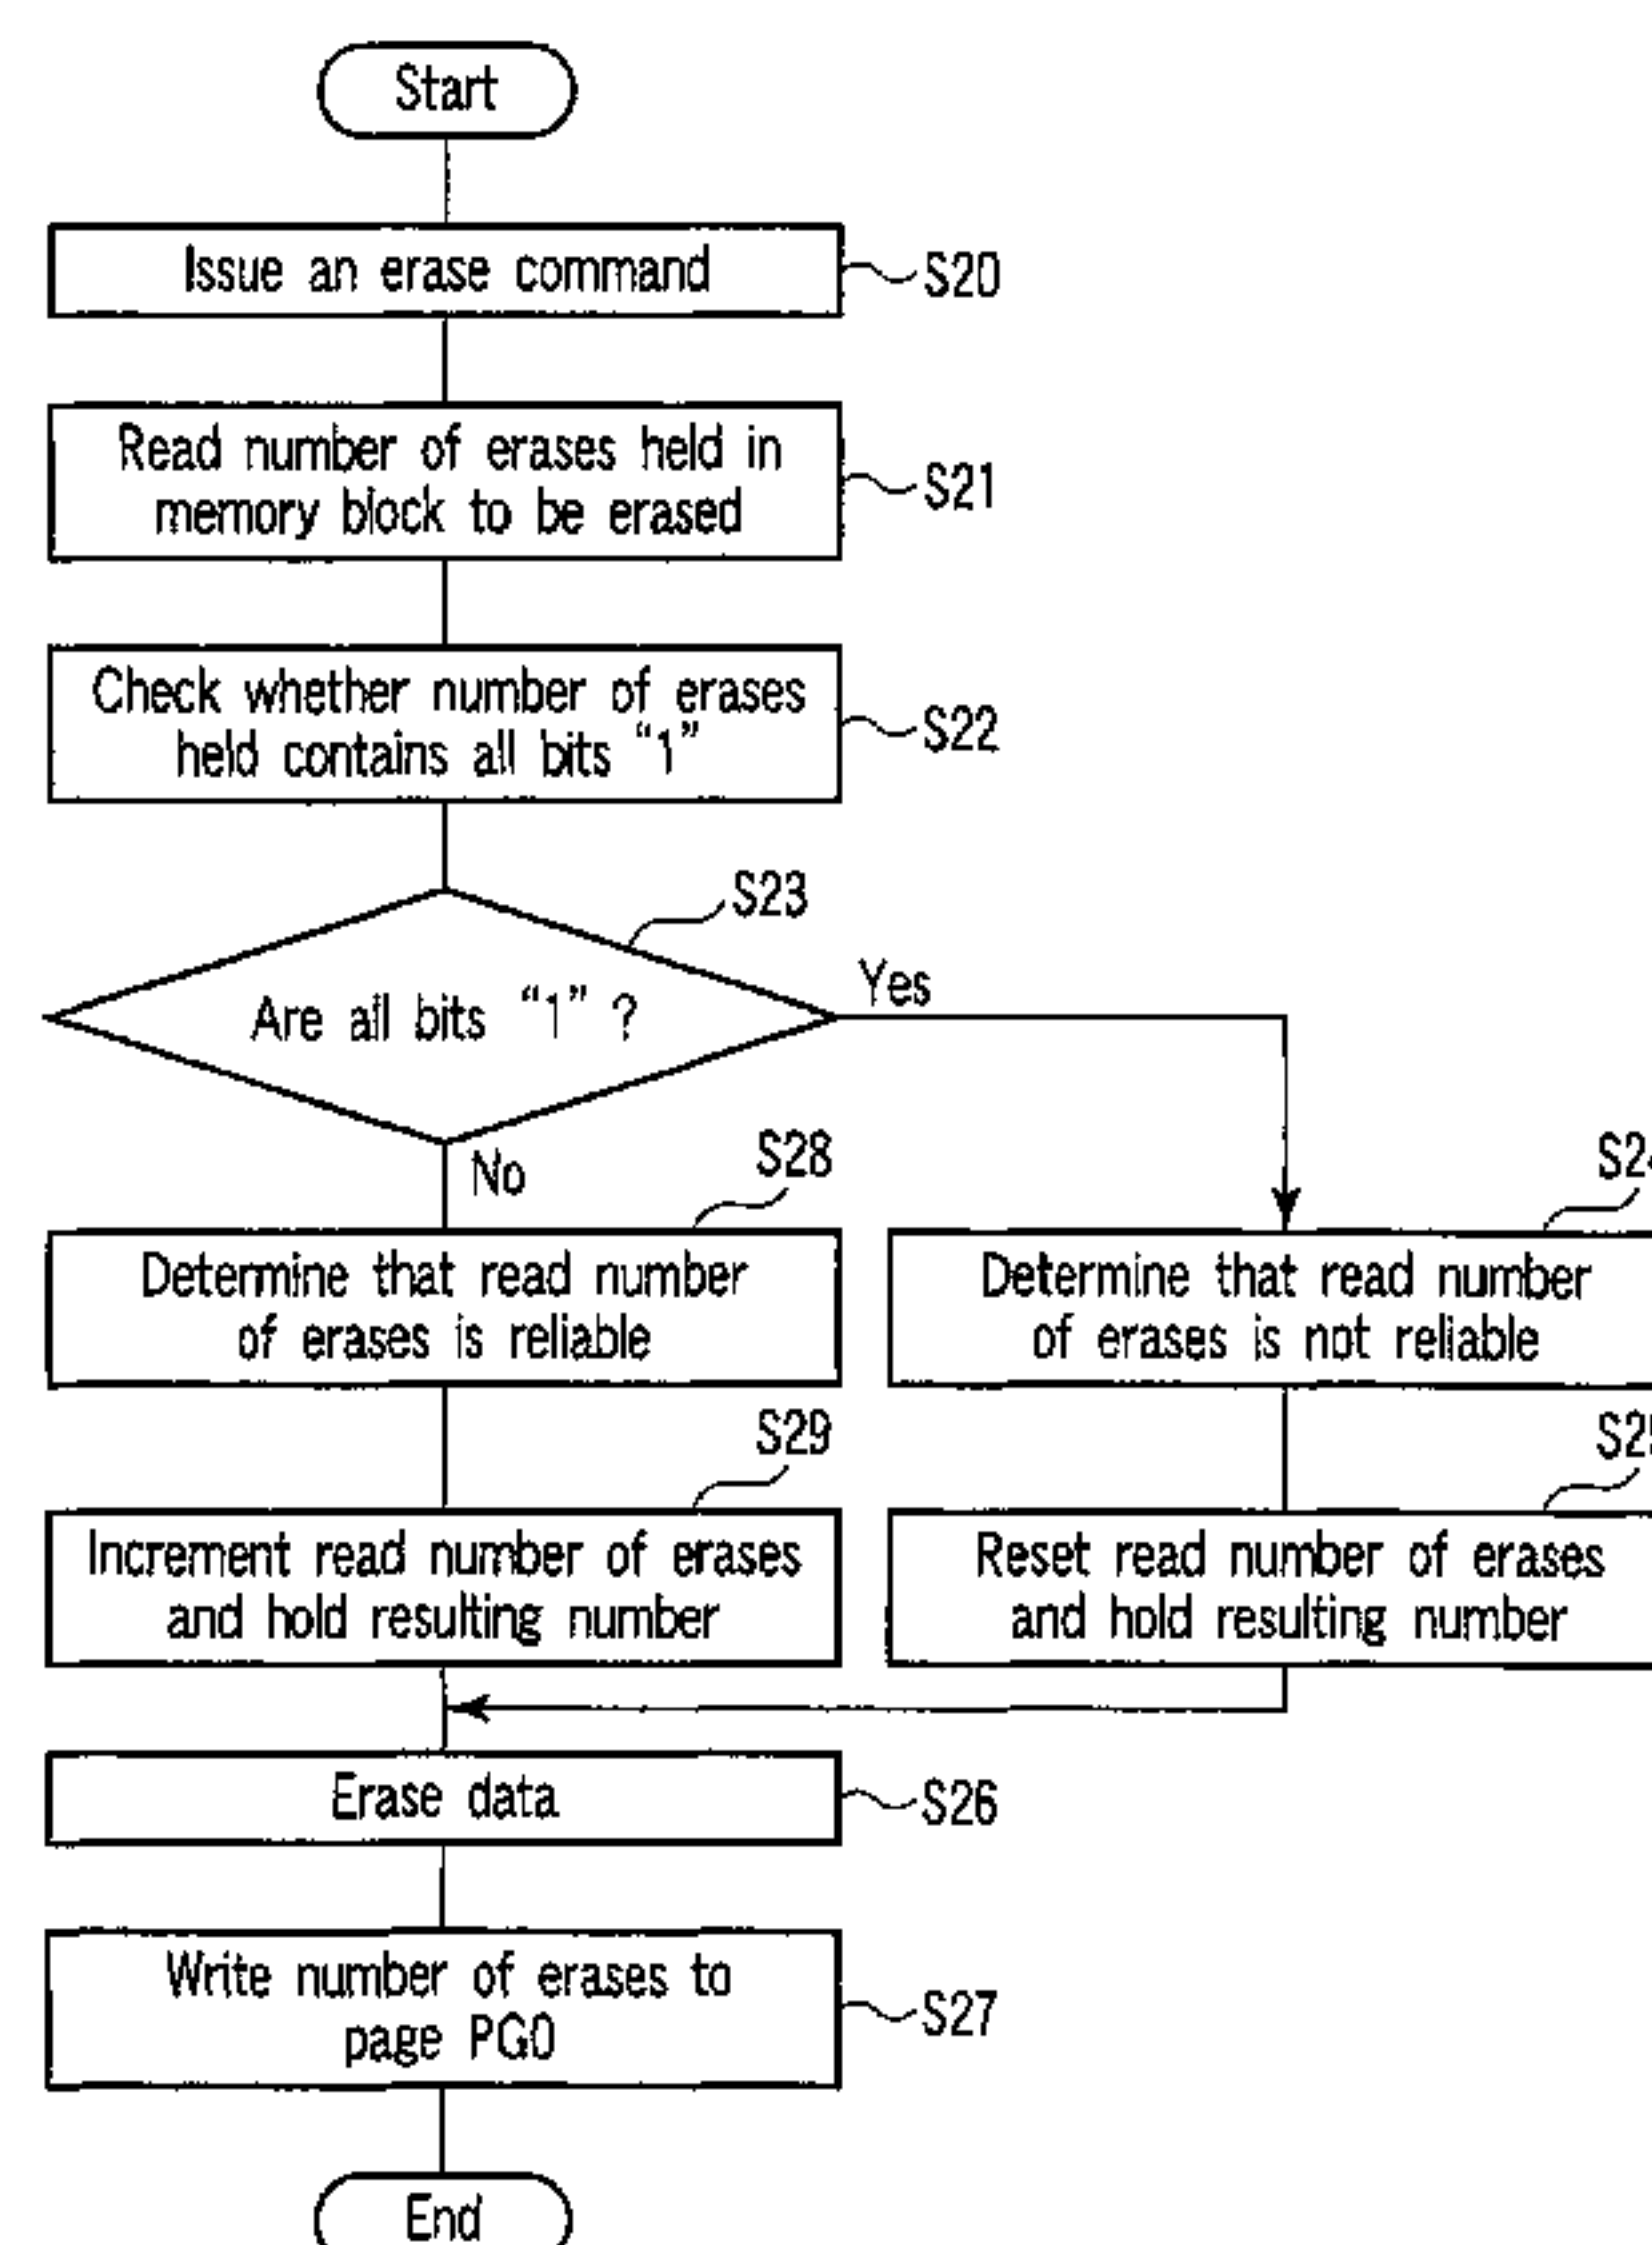 Start
Issue an erase command
S20
Read number of erases held in
memory block to be erased
S21
Check whether number of erases
held contains all bits “1”
S22
S23
Are all bits “1” ?
Yes
No
S28
Determine that read number
of erases is reliable
Determine that read number
of erases is not reliable
S29
Increment read number of erases
and hold resulting number
Reset read number of erases
and hold resulting number
Erase data
S26
Write number of erases to
page PG0
S27
End